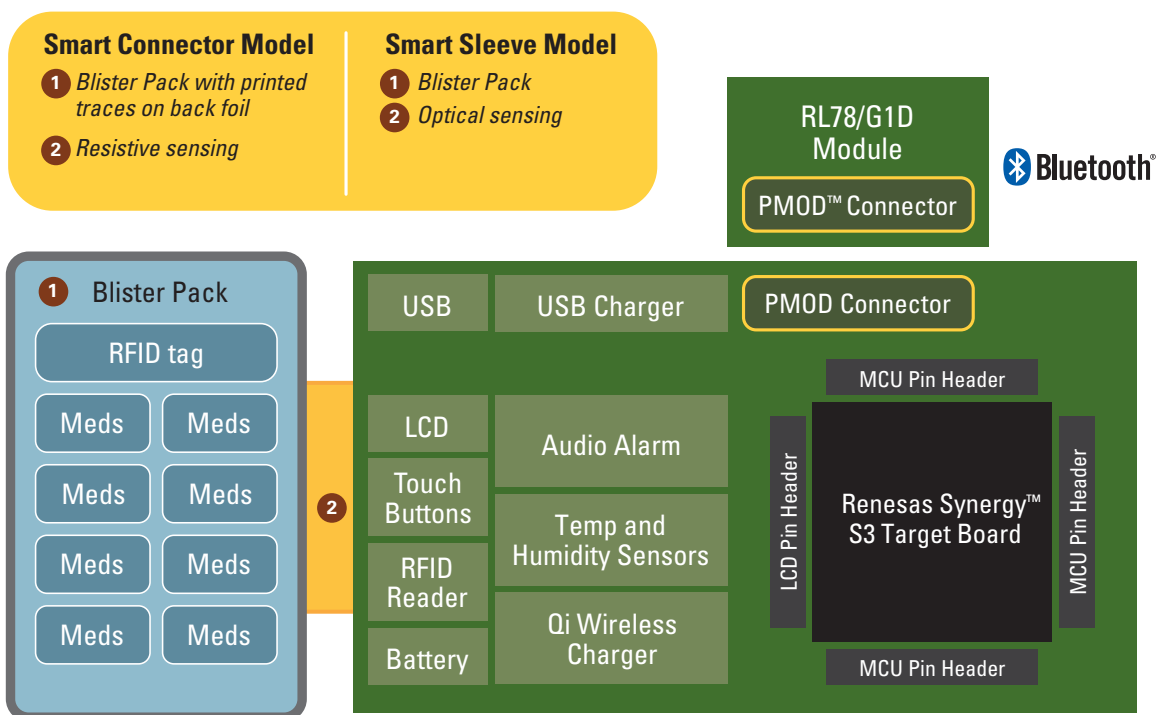 Smart Connector Model
1 Blister Pack with printed
traces on back foil
2 Resistive sensing
Smart Sleeve Model
1 Blister Pack
2 Optical sensing
RL78/G1D
Module
PMOD™ Connector
Bluetooth®
1 Blister Pack
RFID tag
Meds Meds
Meds Meds
Meds Meds
Meds Meds
2
USB
USB Charger
PMOD Connector
LCD
Touch
Buttons
RFID
Reader
Battery
Audio Alarm
Temp and
Humidity Sensors
Qi Wireless
Charger
MCU Pin Header
LCD Pin Header
Renesas Synergy™
S3 Target Board
MCU Pin Header
MCU Pin Header